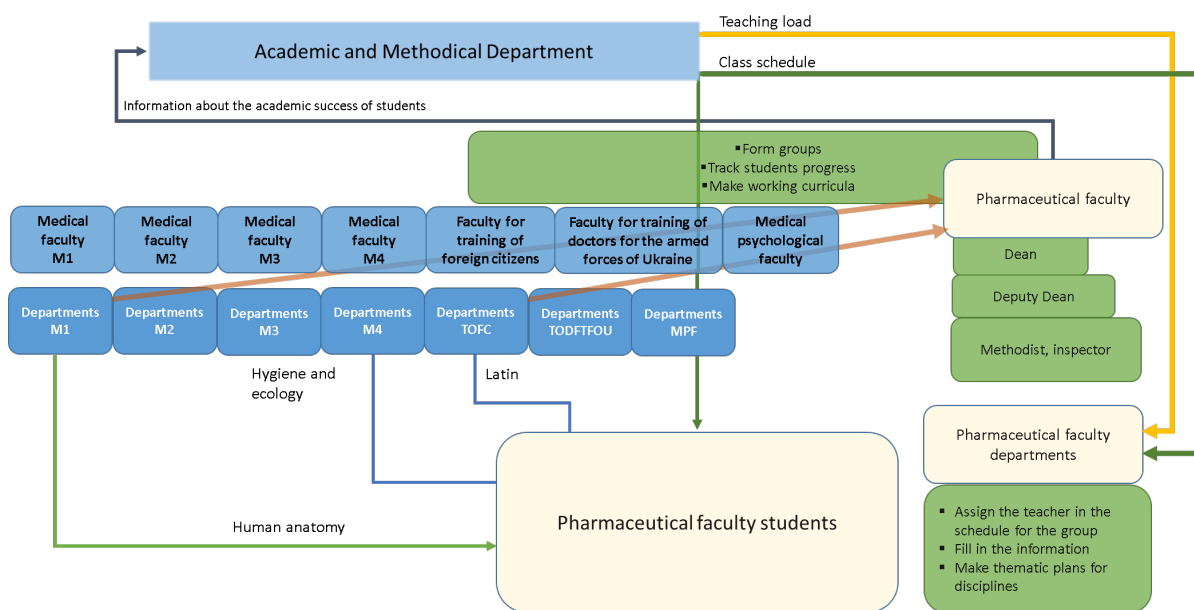 Teaching load
Academic and Methodical Department
Class schedule
Information about the academic success of students
▪Form groups
▪Track students progress
▪Make working curricula
Pharmaceutical faculty
Medical
faculty
M1
Medical
faculty
M2
Medical
faculty
M3
Medical
faculty
M4
Faculty for
training of
foreign citizens
Faculty for training of
doctors for the armed
forces of Ukraine
Medical
psychological
faculty
Dean
Deputy Dean
Methodist, inspector
Departments
M1
Departments
M2
Departments
M3
Departments
M4
Departments
TOFC
Departments
TODFTFOU
Departments
MPF
Hygiene and
ecology
Latin
Pharmaceutical faculty
departments
Human anatomy
Pharmaceutical faculty students
▪ Assign the teacher in the
schedule for the group
▪ Fill in the information
▪ Make thematic plans for
disciplines